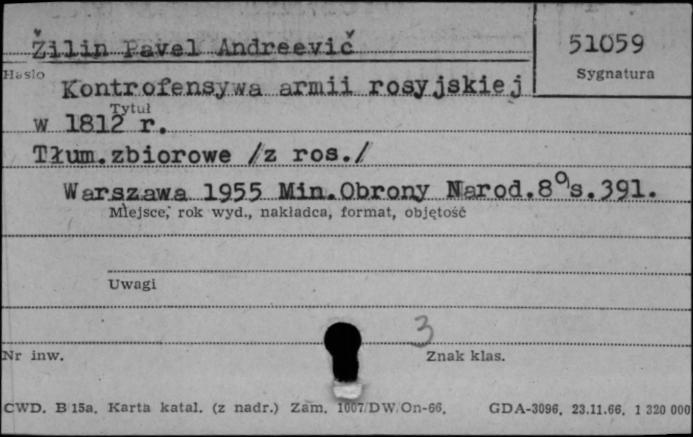 Žilin Pavel Andreevič
51059
Hasło
Sygnatura
Kontrofensywa armii rosyjskiej
Tytuł
w 1812 r.
Tłum.zbiorowe /z ros./
Warszawa 1955 Min.Obrony Narod.8°s.391.
Miejsce, rok wyd., nakładca, format, objętość
Uwagi
3
Nr inw.
Znak klas.
CWD. B 15a. Karta katal. (z nadr.) Zam. 1007/DW/On-66. GDA-3096. 23.11.66. 1 320 000